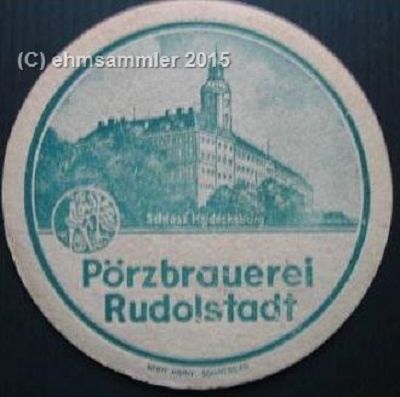 (C) ehmsammler 2015
Schloss Heidecksburg
Pörzbrauerei
Rudolstadt